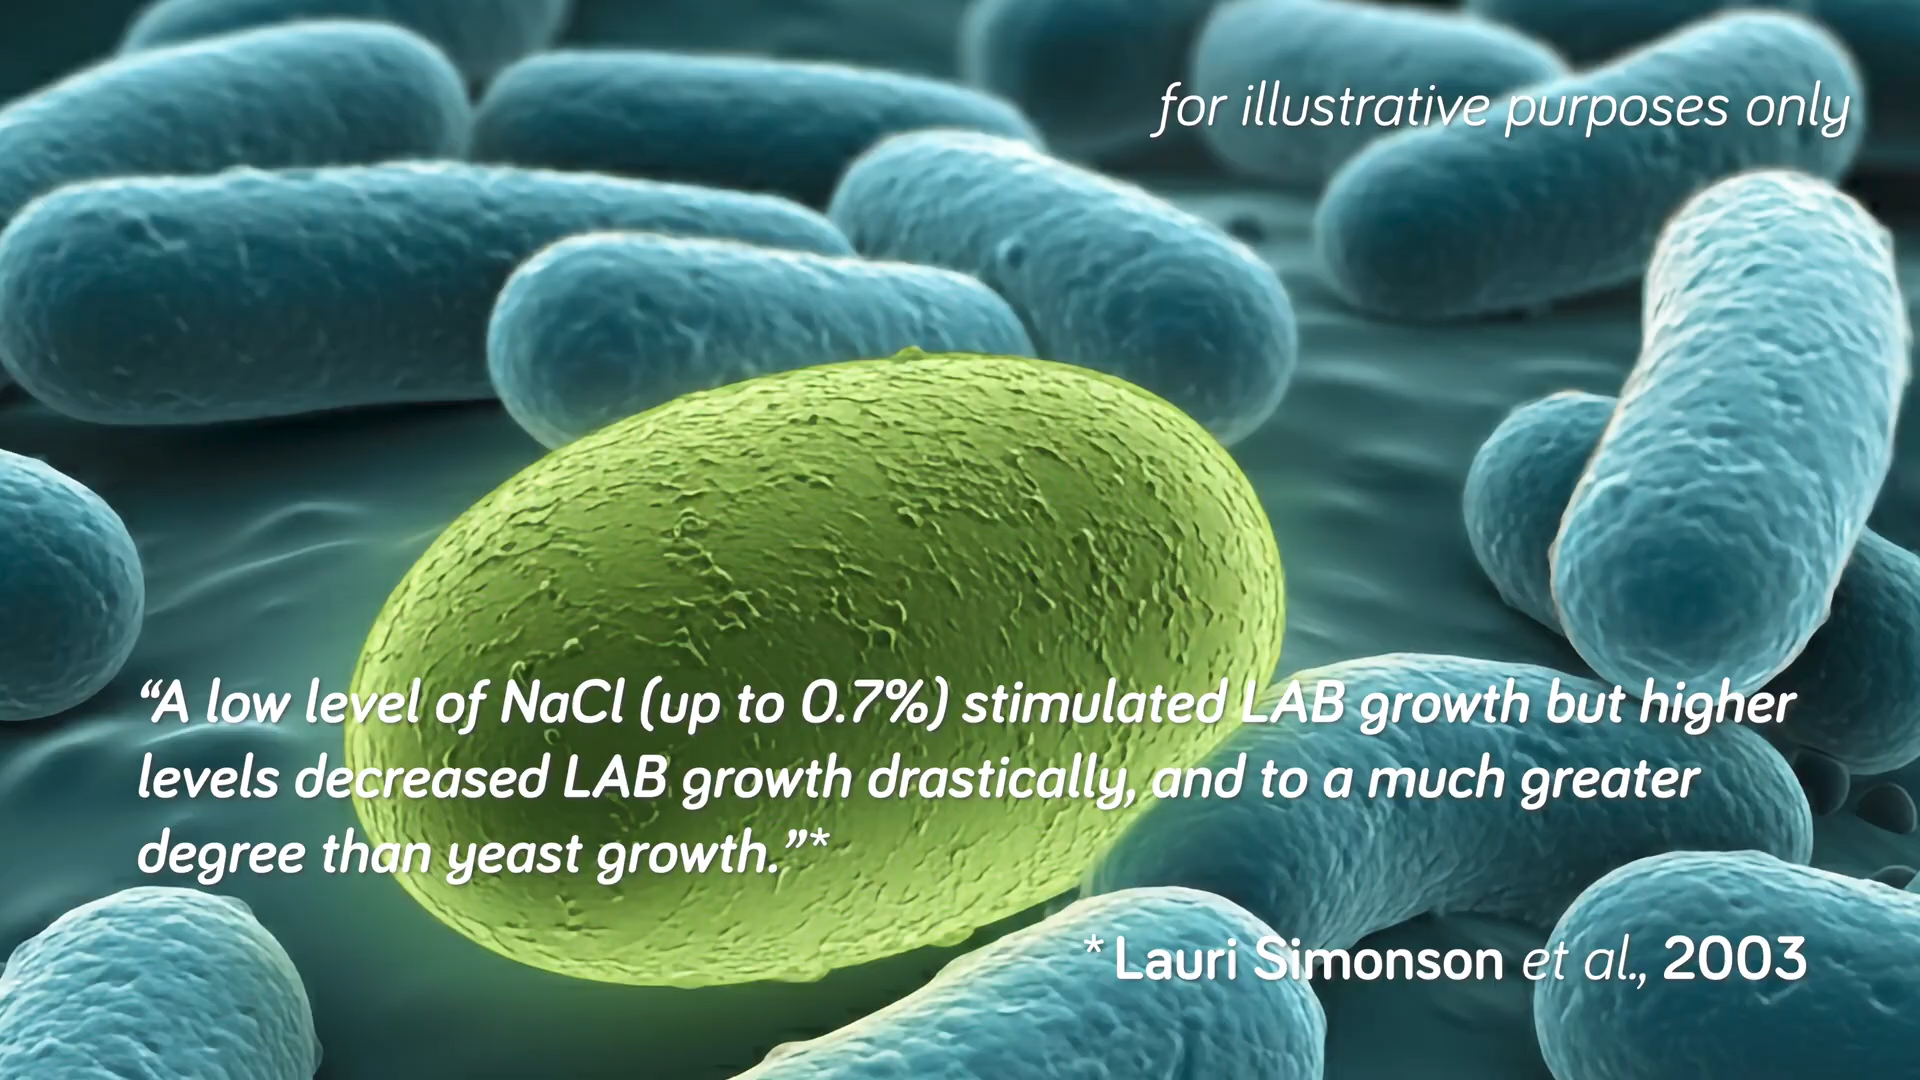 for illustrative purposes only
“A low level of NaCl (up to 0.7%) stimulated LAB growth but higher
levels decreased LAB growth drastically, and to a much greater
degree than yeast growth.”*
*Lauri Simonson et al., 2003